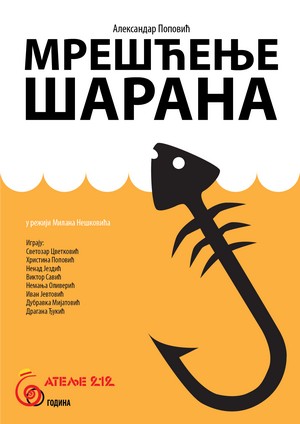 Александар Поповић
МРЕШЋЕЊЕ
ШАРАНА
у режији Милана Нешковића
Играју:
Светозар Цветковић
Христина Поповић
Ненад Јездић
Виктор Савић
Немања Оливерић
Иван Јевтовић
Дубравка Мијатовић
Драгана Ђукић
АТЕЉЕ 212
ГОДИНА